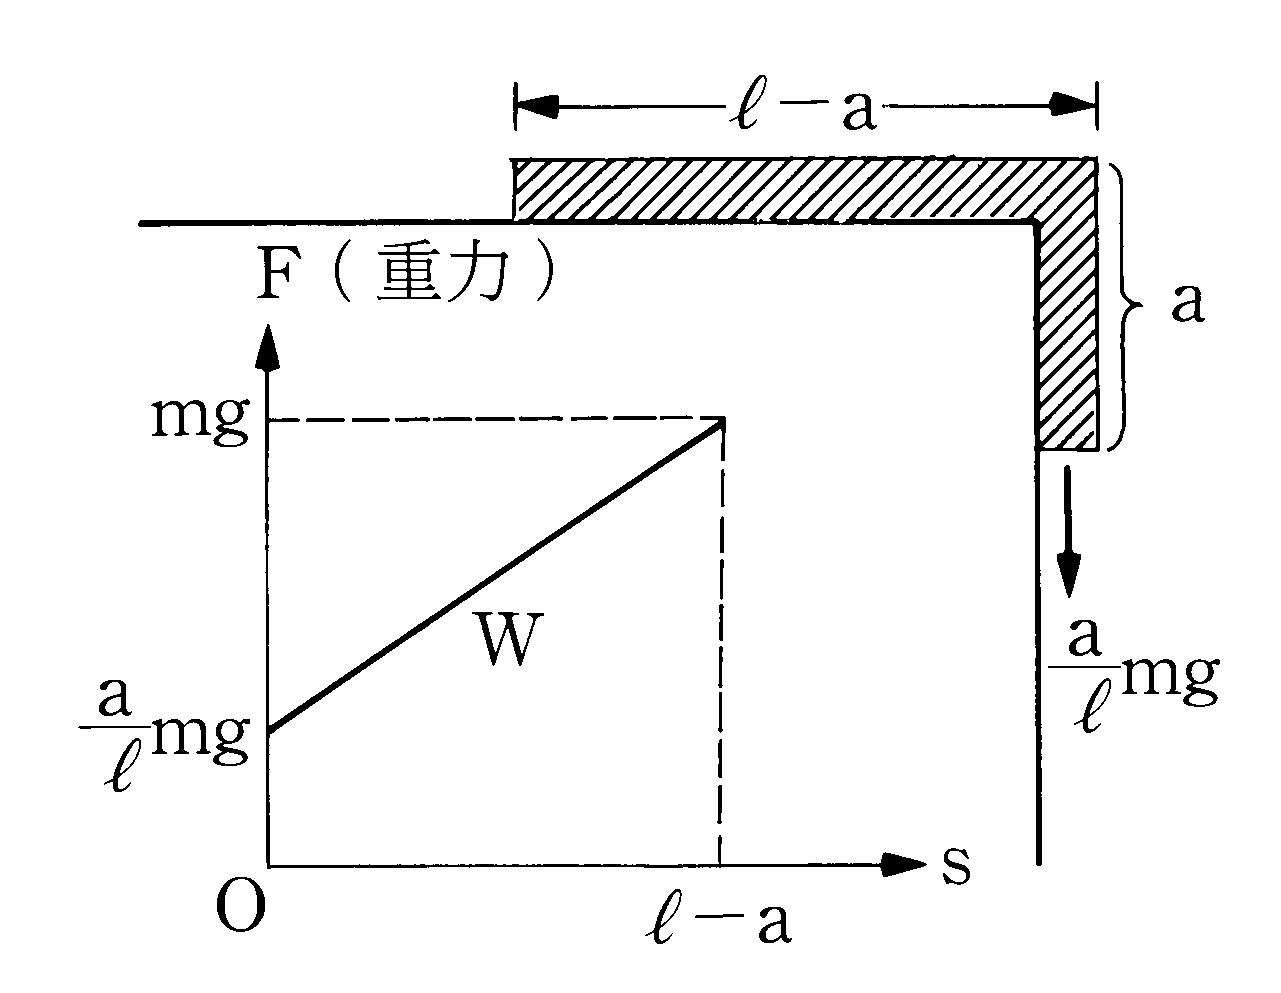 ℓ－a
F（重力）
a
mg
W
a/ℓ mg
a/ℓ mg
O
s
ℓ－a